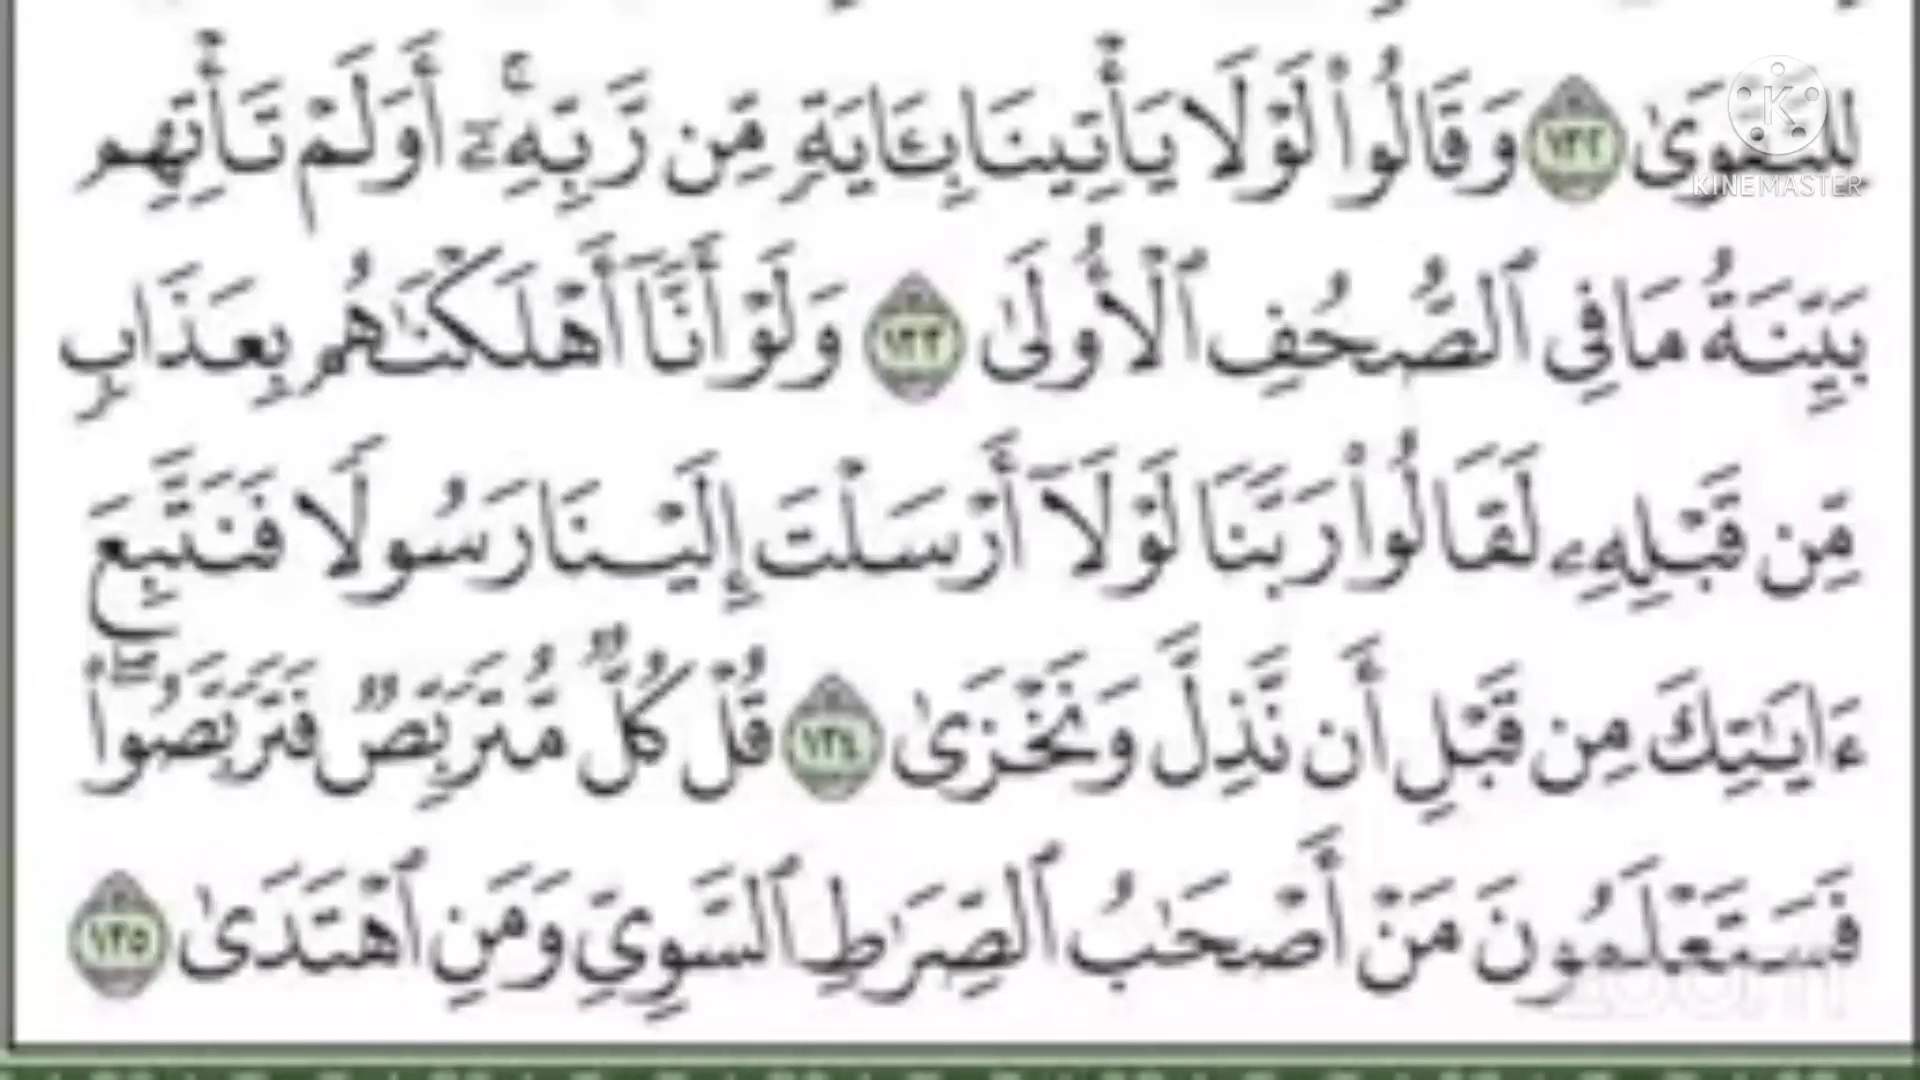 لِلتَّقْوَىٰ ١٣٢ وَقَالُوا۟ لَوْلَا يَأْتِينَا بِـَٔايَةٍ مِّن رَّبِّهِۦٓ ۚ أَوَلَمْ تَأْتِهِم
KINEMASTER
بَيِّنَةُ مَا فِى ٱلصُّحُفِ ٱلْأُولَىٰ ١٣٣ وَلَوْ أَنَّآ أَهْلَكْنَـٰهُم بِعَذَابٍ
مِّن قَبْلِهِۦ لَقَالُوا۟ رَبَّنَا لَوْلَآ أَرْسَلْتَ إِلَيْنَا رَسُولًا فَنَتَّبِعَ
ءَايَـٰتِكَ مِن قَبْلِ أَن نَّذِلَّ وَنَخْزَىٰ ١٣٤ قُلْ كُلٌّ مُّتَرَبِّصٌ فَتَرَبَّصُوا۟ ۖ
فَسَتَعْلَمُونَ مَنْ أَصْحَـٰبُ ٱلصِّرَٰطِ ٱلسَّوِىِّ وَمَنِ ٱهْتَدَىٰ ١٣٥
zoom